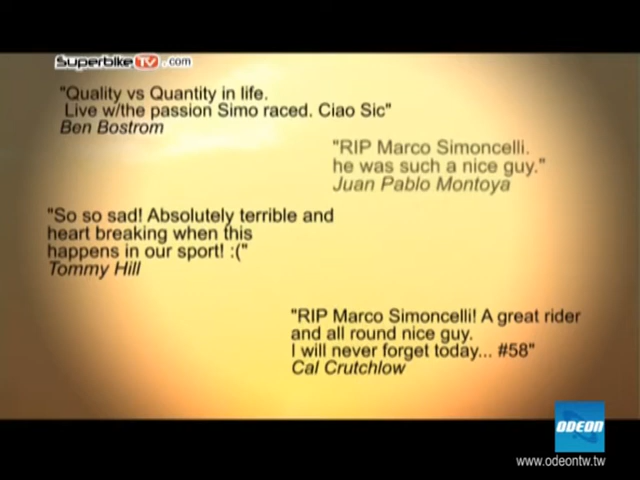 SuperbikeTV.com
"Quality vs Quantity in life.
Live w/the passion Simo raced. Ciao Sic"
Ben Bostrom
"RIP Marco Simoncelli.
he was such a nice guy."
Juan Pablo Montoya
"So so sad! Absolutely terrible and
heart breaking when this
happens in our sport! :("
Tommy Hill
"RIP Marco Simoncelli! A great rider
and all round nice guy.
I will never forget today... #58"
Cal Crutchlow
ODEON
www.odeontw.tw